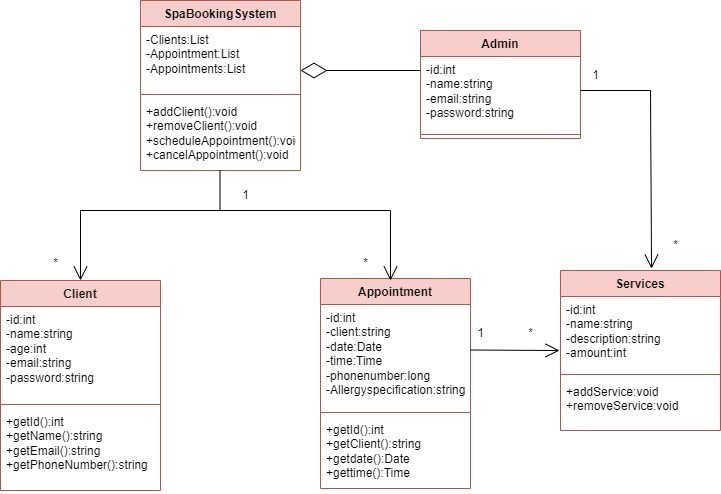 SpaBookingSystem
-Clients:List
-Appointment:List
-Appointments:List
+addClient():void
+removeClient():void
+scheduleAppointment():voi
+cancelAppointment():void
Admin
-id:int
-name:string
-email:string
-password:string
1
*
1
*
*
Client
-id:int
-name:string
-age:int
-email:string
-password:string
+getId():int
+getName():string
+getEmail():string
+getPhoneNumber():string
Appointment
-id:int
-client:string
-date:Date
-time:Time
-phonenumber:long
-Allergyspecification:string
+getId():int
+getClient():string
+getdate():Date
+gettime():Time
1
*
Services
-id:int
-name:string
-description:string
-amount:int
+addService:void
+removeService:void